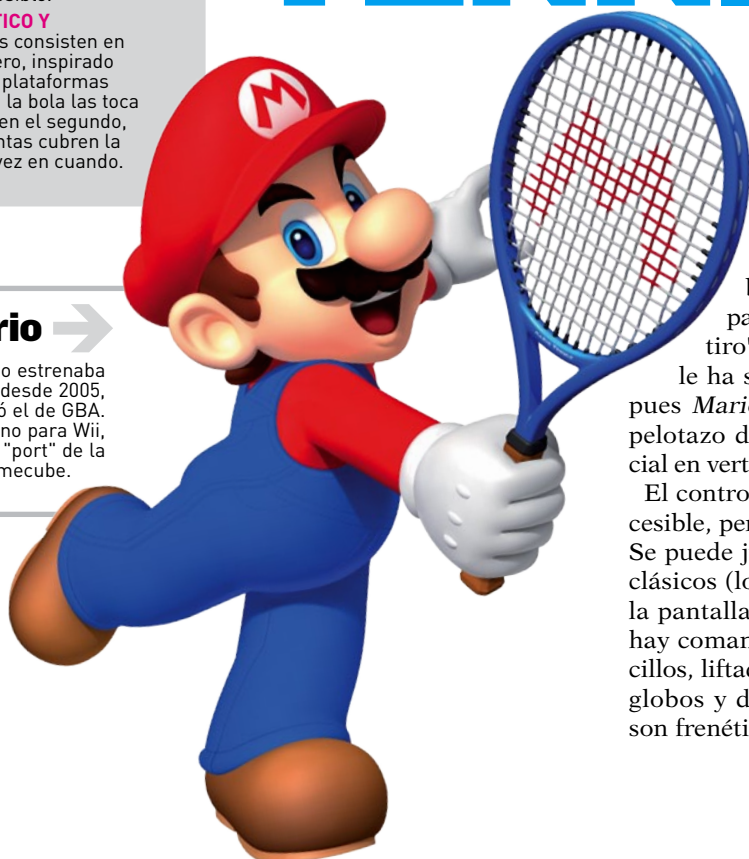 TICO Y
s consisten en
ero, inspirado
plataformas
la bola las toca
en el segundo,
ntas cubren la
vez en cuando.
rio
o estrenaba
desde 2005,
ó el de GBA.
no para Wii,
"port" de la
mecube.
M
M
pa
tiro"
le ha s
pues Mario
pelotazo d
cial en vert
El contro
cesible, per
Se puede j
clásicos (lo
la pantalla
hay coman
cillos, liftad
globos y d
son frenéti